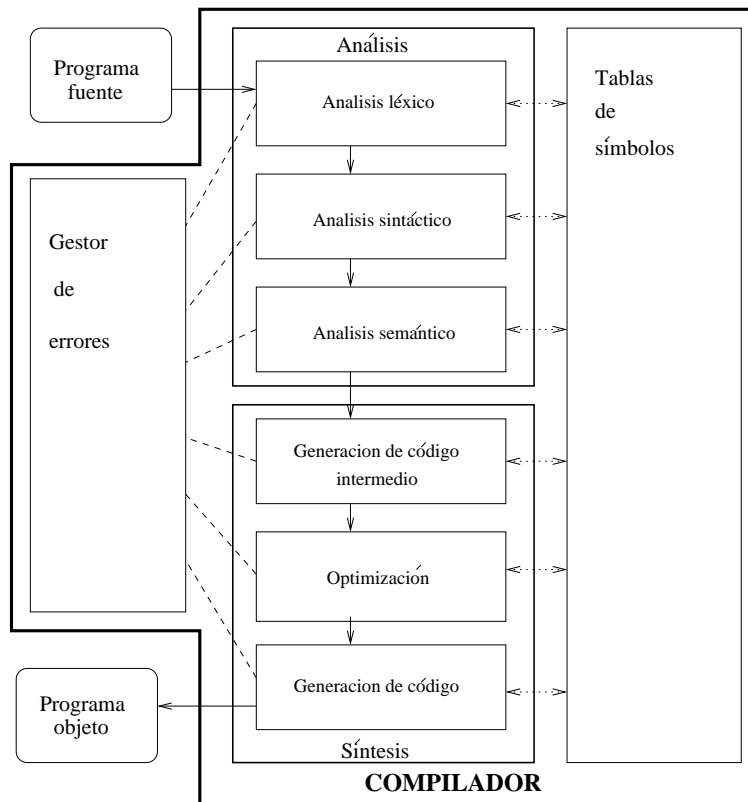 Análisis
Programa
fuente
Analisis léxico
Tablas
de
símbolos
Analisis sintáctico
Gestor
de
errores
Analisis semántico
Generacion de código
intermedio
Optimización
Generacion de código
Programa
objeto
Síntesis
COMPILADOR